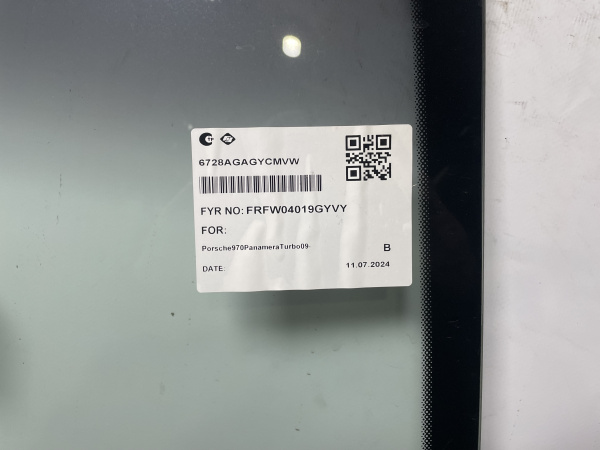 6728AGAGYCMVW
FYR NO: FRFW04019GYVY
FOR:
Porsche970PanameraTurbo09-
B
DATE:
11.07.2024